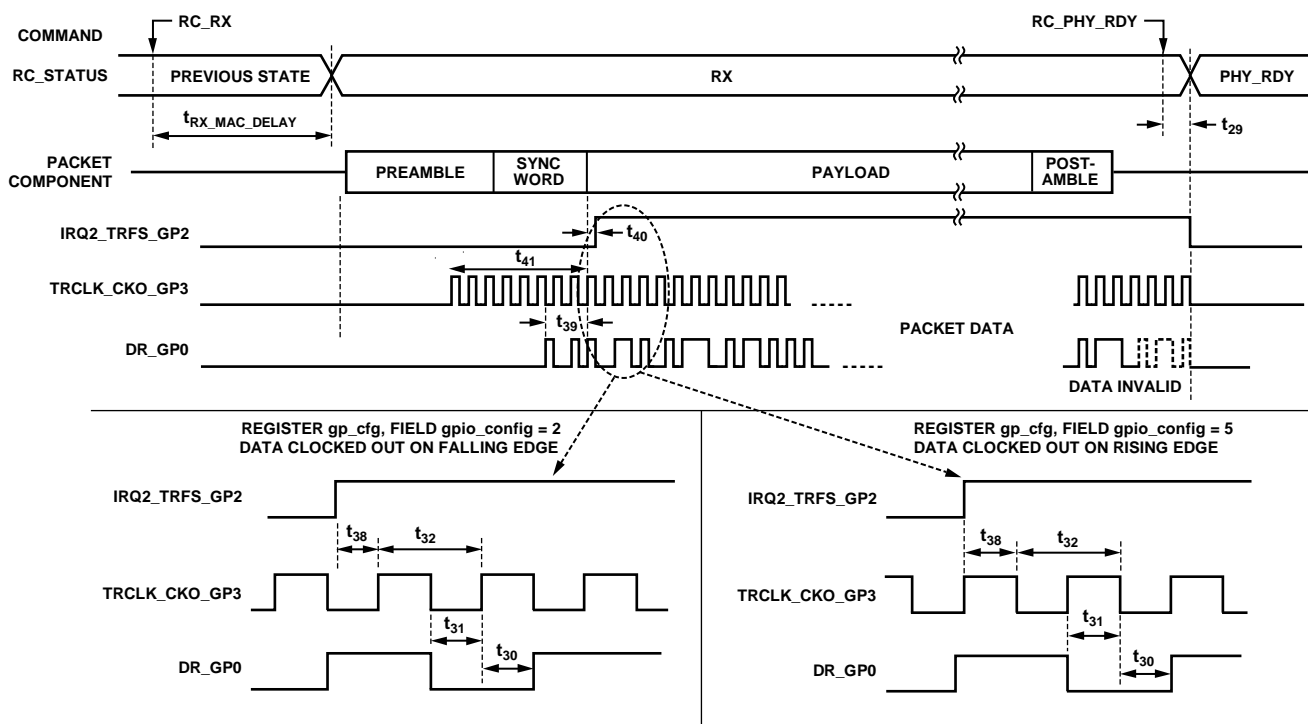 RC_RX
RC_PHY_RDY
COMMAND
RC_STATUS
PREVIOUS STATE
RX
PHY_RDY
tRX_MAC_DELAY
t29
PACKET
COMPONENT
PREAMBLE
SYNC
WORD
PAYLOAD
POST-
AMBLE
IRQ2_TRFS_GP2
t40
t41
TRCLK_CKO_GP3
t39
PACKET DATA
DR_GP0
DATA INVALID
REGISTER gp_cfg, FIELD gpio_config = 2
DATA CLOCKED OUT ON FALLING EDGE
IRQ2_TRFS_GP2
t38
t32
TRCLK_CKO_GP3
t31
t30
DR_GP0
REGISTER gp_cfg, FIELD gpio_config = 5
DATA CLOCKED OUT ON RISING EDGE
IRQ2_TRFS_GP2
t38
t32
TRCLK_CKO_GP3
t31
t30
DR_GP0